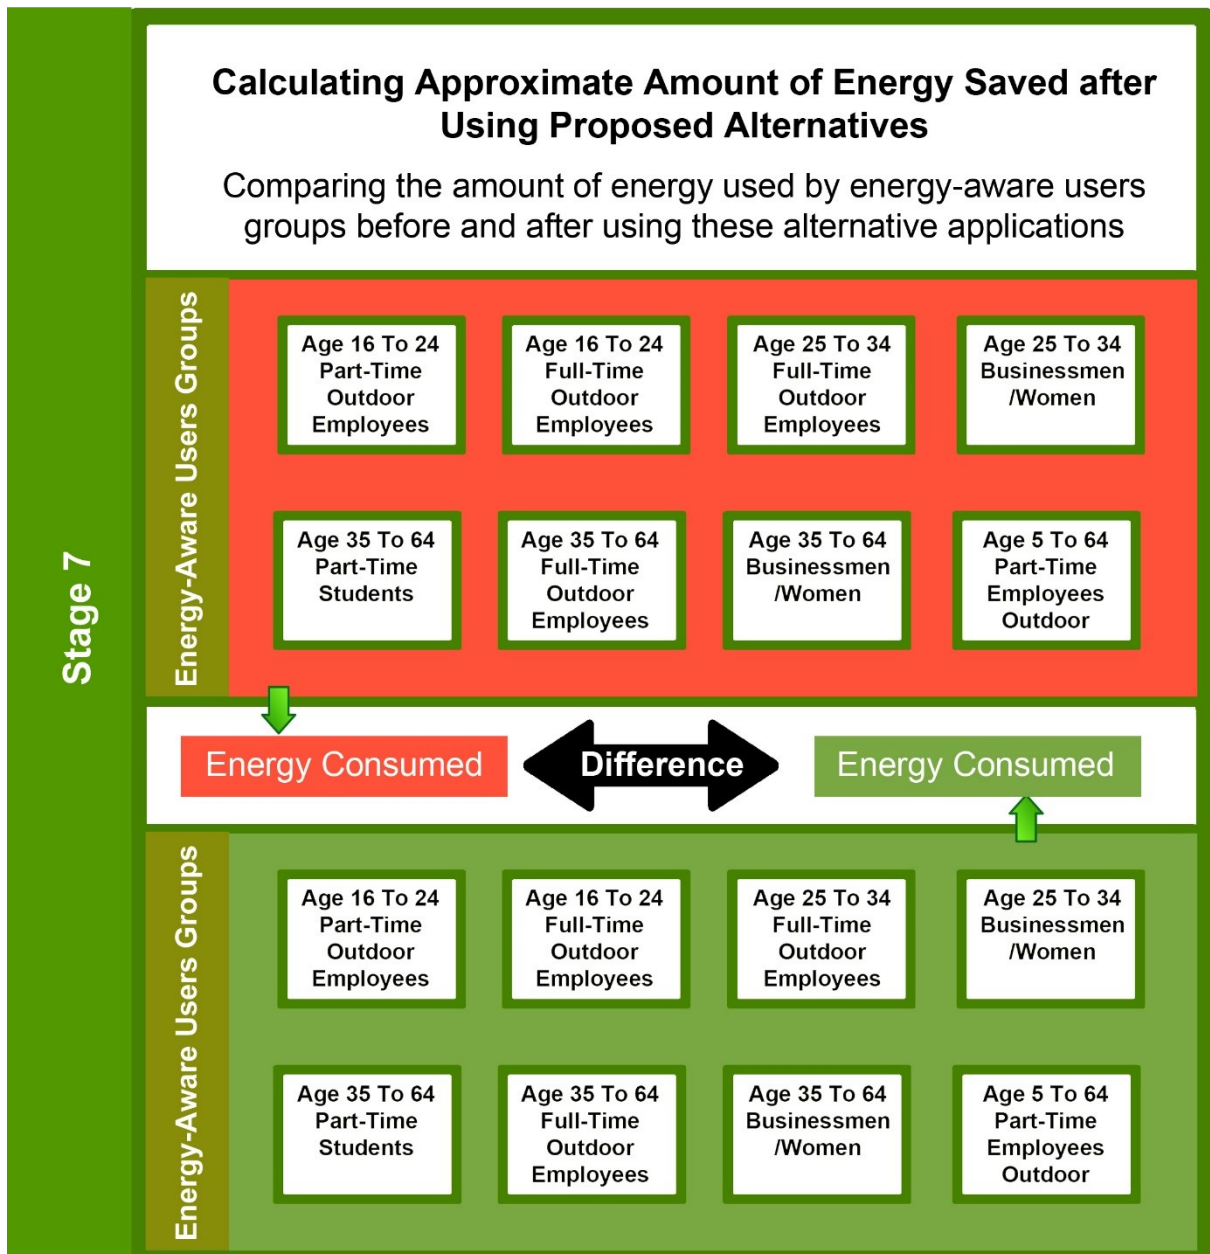 Stage 7
Calculating Approximate Amount of Energy Saved after
Using Proposed Alternatives
Comparing the amount of energy used by energy-aware users
groups before and after using these alternative applications
Energy-Aware Users Groups
Age 16 To 24
Part-Time
Outdoor
Employees
Age 16 To 24
Full-Time
Outdoor
Employees
Age 25 To 34
Full-Time
Outdoor
Employees
Age 25 To 34
Businessmen
/Women
Age 35 To 64
Part-Time
Students
Age 35 To 64
Full-Time
Outdoor
Employees
Age 35 To 64
Businessmen
/Women
Age 5 To 64
Part-Time
Employees
Outdoor
Energy Consumed
Difference
Energy Consumed
Energy-Aware Users Groups
Age 16 To 24
Part-Time
Outdoor
Employees
Age 16 To 24
Full-Time
Outdoor
Employees
Age 25 To 34
Full-Time
Outdoor
Employees
Age 25 To 34
Businessmen
/Women
Age 35 To 64
Part-Time
Students
Age 35 To 64
Full-Time
Outdoor
Employees
Age 35 To 64
Businessmen
/Women
Age 5 To 64
Part-Time
Employees
Outdoor